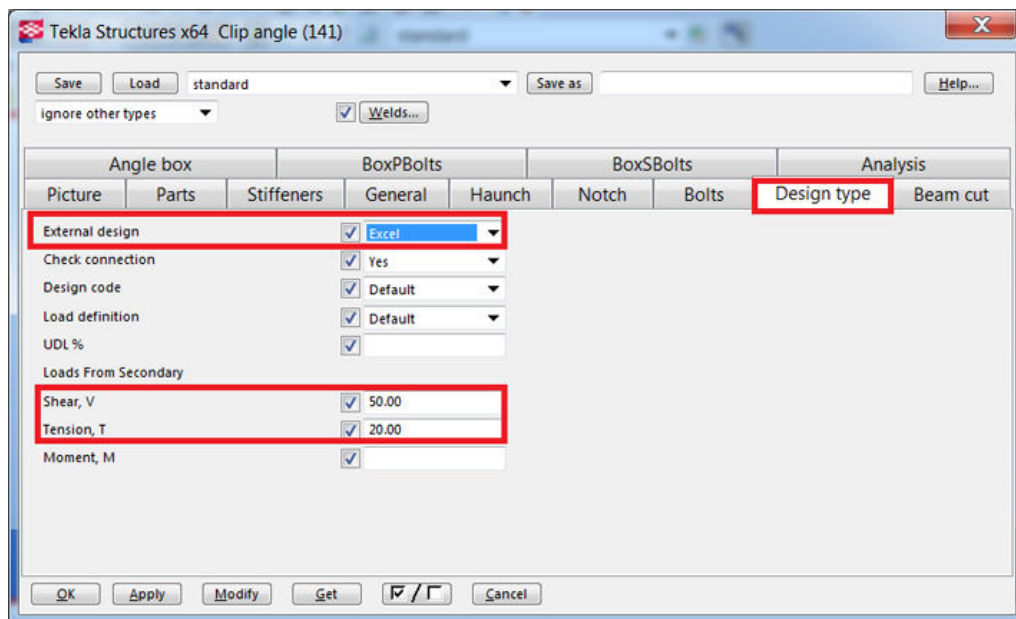 Tekla Structures x64 Clip angle (141)
Save Load standard Save as Help...
ignore other types Welds...
Angle box BoxPBolts BoxSBolts Analysis
Picture Parts Stiffeners General Haunch Notch Bolts Design type Beam cut
External design Excel
Check connection Yes
Design code Default
Load definition Default
UDL %
Loads From Secondary
Shear, V 50.00
Tension, T 20.00
Moment, M
OK Apply Modify Get / Cancel